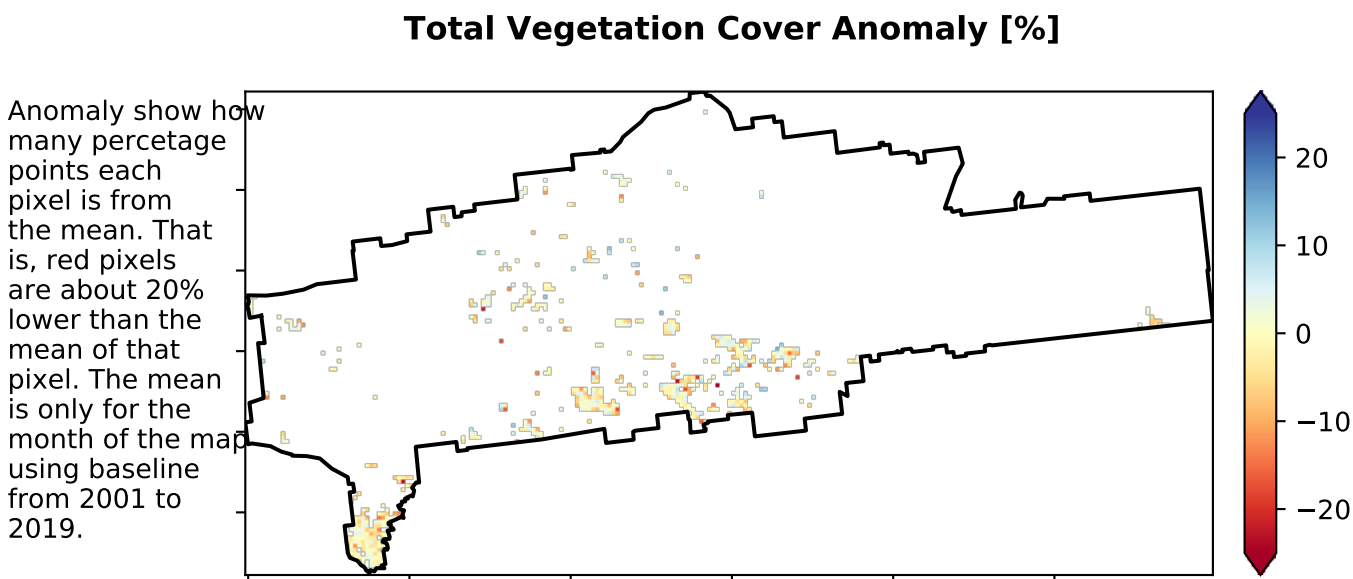 Total Vegetation Cover Anomaly [%]
Anomaly show how
many percetage
points each
pixel is from
the mean. That
is, red pixels
are about 20%
lower than the
mean of that
pixel. The mean
is only for the
month of the map
using baseline
from 2001 to
2019.
20
10
0
−10
−20